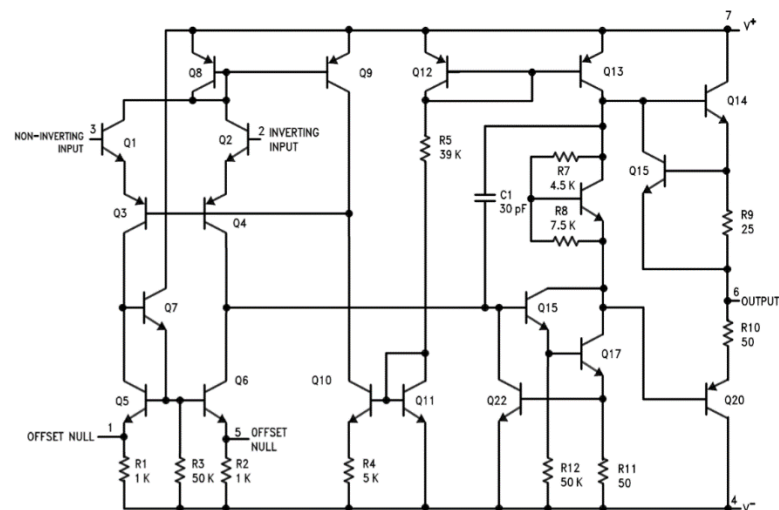 7
V+
Q8
Q9
Q12
Q13
Q14
3
NON-INVERTING
INPUT
Q1
Q2
2 INVERTING
INPUT
R5
39 K
R7
4.5 K
Q15
C1
30 pF
R8
7.5 K
R9
25
Q3
Q4
6
OUTPUT
Q7
Q15
R10
50
Q17
Q5
Q6
Q10
Q11
Q22
Q20
1
OFFSET NULL
5
OFFSET
NULL
R1
1 K
R3
50 K
R2
1 K
R4
5 K
R12
50 K
R11
50
4
V-